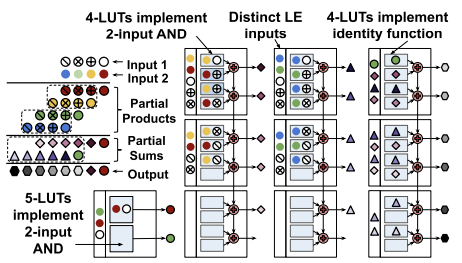 4-LUTs implement
2-input AND
Distinct LE
inputs
4-LUTs implement
identity function
Input 1
Input 2
Partial
Products
Partial
Sums
Output
5-LUTs
implement
2-input
AND